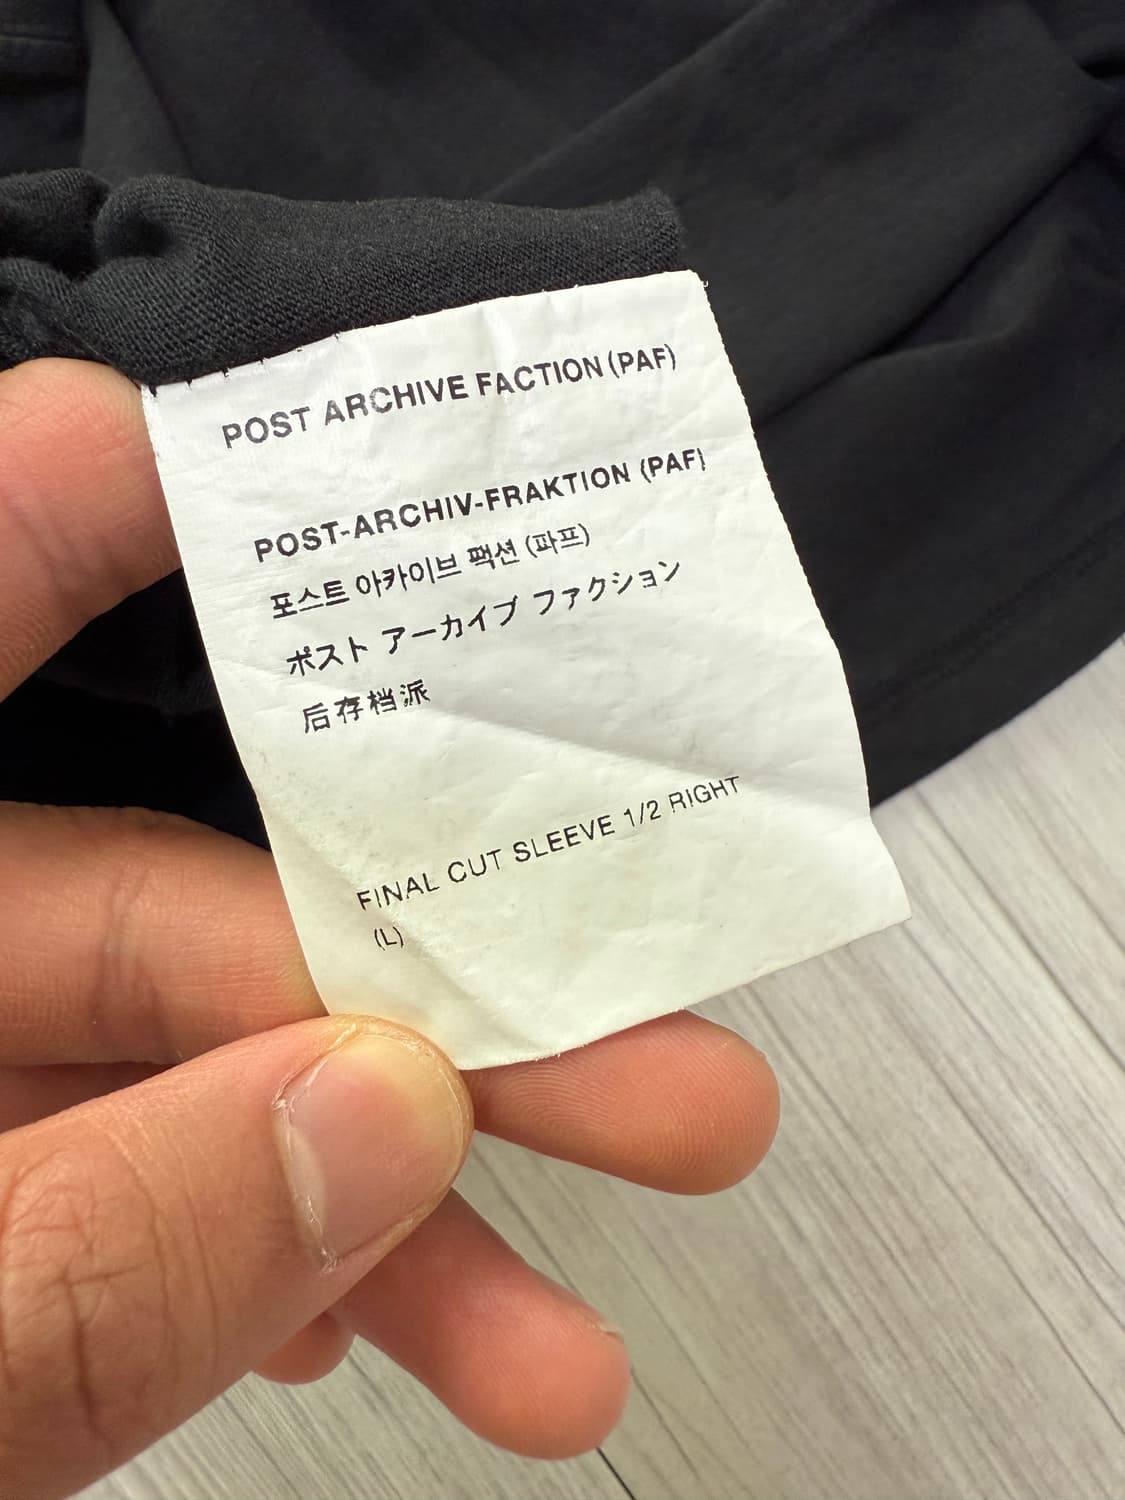 POST ARCHIVE FACTION (PAF)
POST-ARCHIV-FRAKTION (PAF)
포스트 아카이브 팩션 (파프)
ポスト アーカイブ ファクション
后存档派
FINAL CUT SLEEVE 1/2 RIGHT
(L)